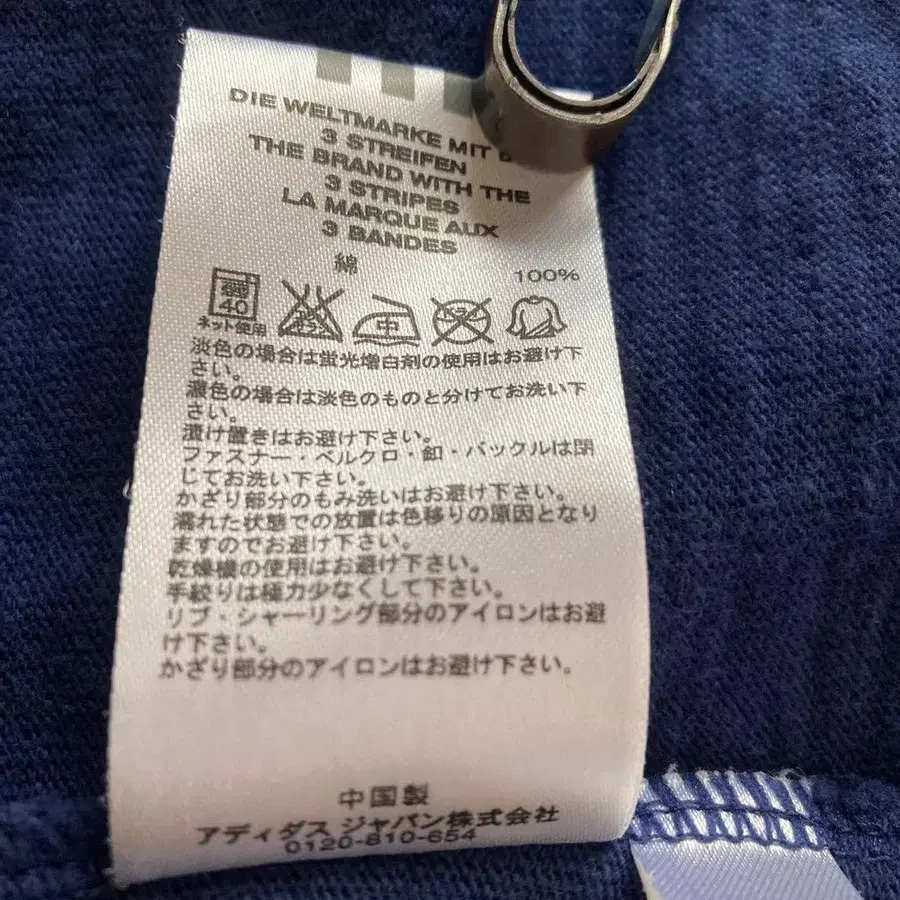 DIE WELTMARKE MIT
3 STREIFEN
THE BRAND WITH THE
3 STRIPES
LA MARQUE AUX
3 BANDES
綿 100%
40 中
ネット使用
淡色の場合は蛍光増白剤の使用はお避け下
さい。
濃色の場合は淡色のものと分けてお洗い下
さい。
漬け置きはお避け下さい。
ファスナー・ベルクロ・釦・バックルは閉
じてお洗い下さい。
かざり部分のもみ洗いはお避け下さい。
濡れた状態での放置は色移りの原因となり
ますのでお避け下さい。
乾燥機の使用はお避け下さい。
手絞りは極力少なくして下さい。
リブ・シャーリング部分のアイロンはお避
け下さい。
かざり部分のアイロンはお避け下さい。
中国製
アディダス ジャパン株式会社
0120-810-654